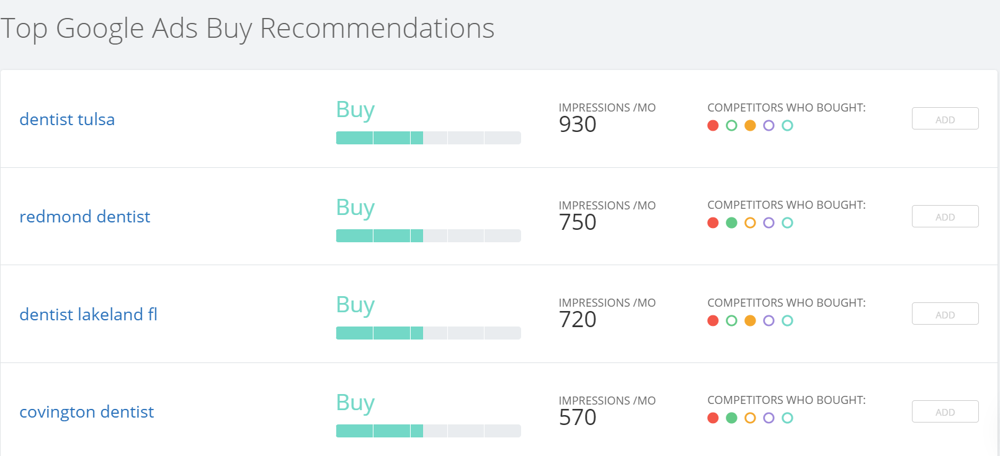 Top Google Ads Buy Recommendations
dentist tulsa
Buy
IMPRESSIONS /MO
930
COMPETITORS WHO BOUGHT:
ADD
redmond dentist
Buy
IMPRESSIONS /MO
750
COMPETITORS WHO BOUGHT:
ADD
dentist lakeland fl
Buy
IMPRESSIONS /MO
720
COMPETITORS WHO BOUGHT:
ADD
covington dentist
Buy
IMPRESSIONS /MO
570
COMPETITORS WHO BOUGHT:
ADD